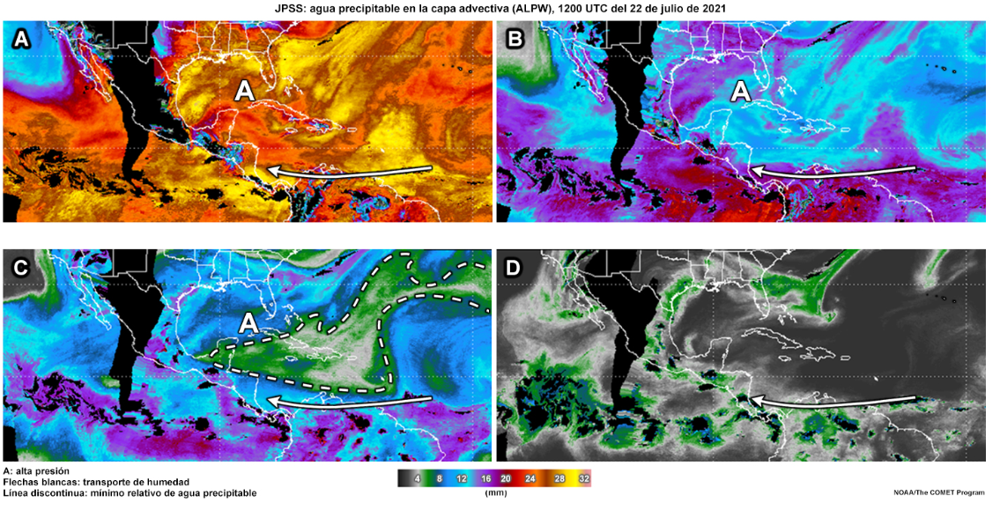 JPSS: agua precipitable en la capa advectiva (ALPW), 1200 UTC del 22 de julio de 2021
A
B
A
A
C
D
A
A: alta presión
Flechas blancas: transporte de humedad
Línea discontinua: mínimo relativo de agua precipitable
4 8 12 16 20 24 28 32
(mm)
NOAA/The COMET Program